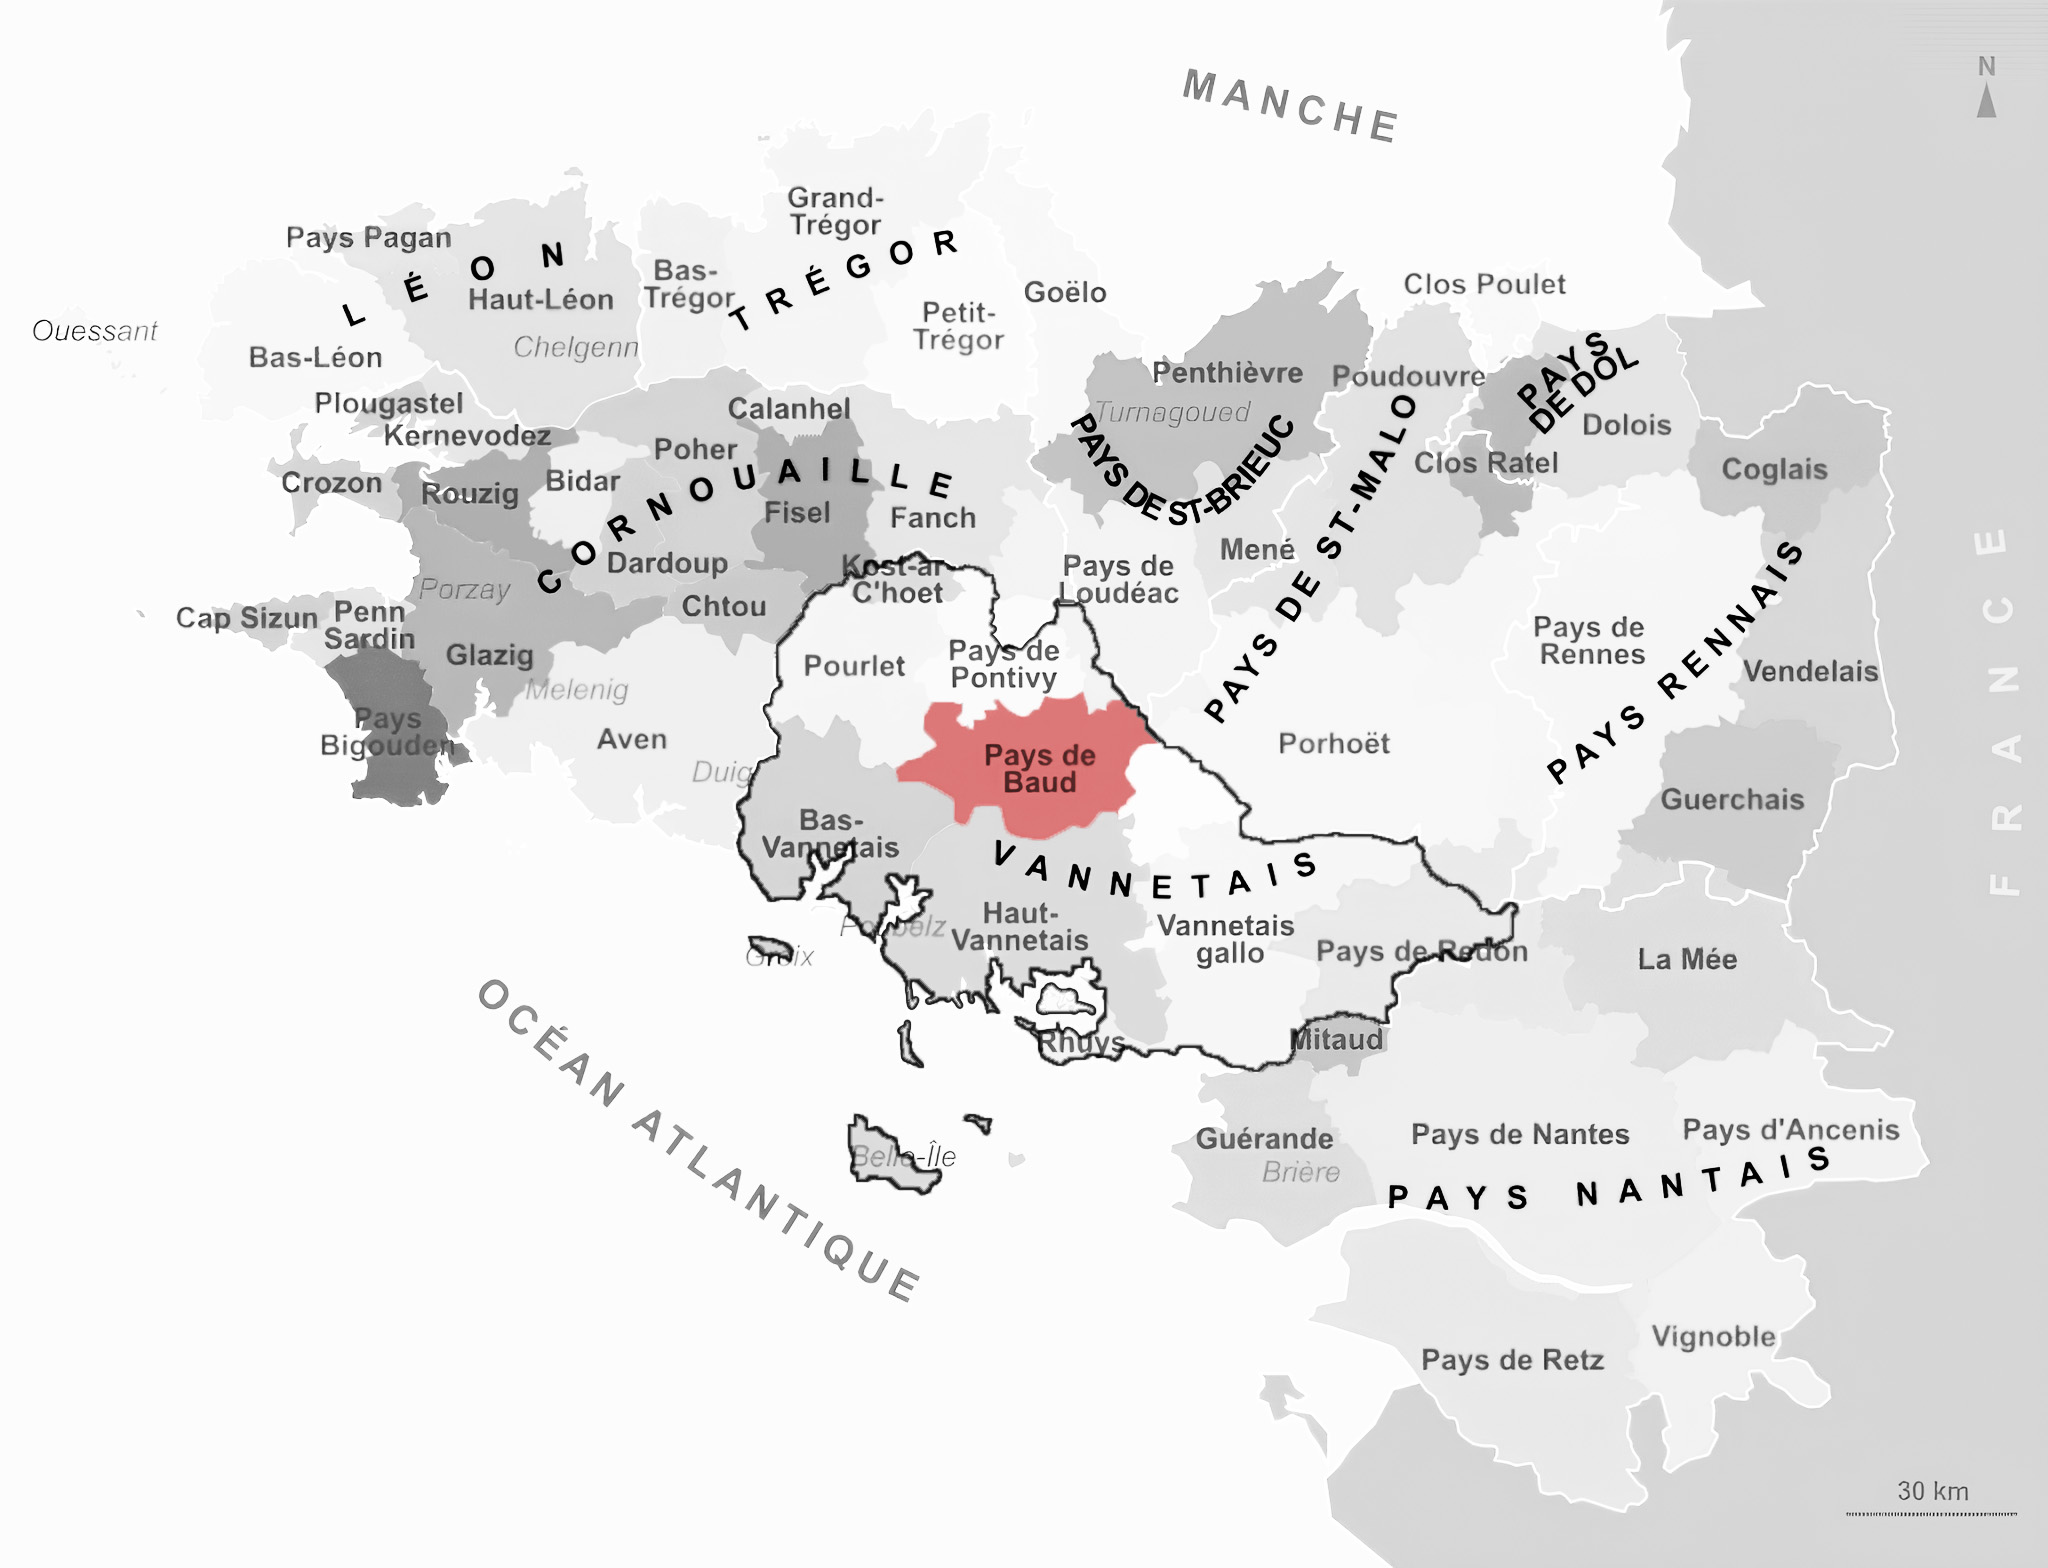 MANCHE
N
Grand-
Trégor
Pays Pagan
LÉON
Haut-Léon
Bas-
Trégor
TRÉGOR
Goëlo
Clos Poulet
Petit-
Trégor
Ouessant
Bas-Léon
Chelgenn
Penthièvre
Poudouvre
PAYS
DE DOL
Plougastel
Calanhel
Turnagoued
Dolois
Kernevodez
Poher
PAYS DE ST-BRIEUC
PAYS DE ST-MALO
Clos Ratel
Coglais
Crozon
Rouzig
Bidar
CORNOUAILLE
Fisel
Fanch
Mené
FRANCE
Dardoup
Kost-ar
C'hoet
Pays de
Loudéac
Porzay
Cap Sizun
Penn
Sardin
Chtou
Pays de
Rennes
PAYS RENNAIS
Glazig
Pourlet
Pays de
Pontivy
Vendelais
Melenig
Pays
Bigouden
Aven
Duig
Pays de
Baud
Porhoët
Guerchais
Bas-
Vannetais
VANNETAIS
Haut-
Vannetais
Vannetais
gallo
Pourbelz
Groix
Pays de Redon
La Mée
Rhuys
Mitaud
OCÉAN ATLANTIQUE
Belle-Île
Guérande
Brière
Pays de Nantes
Pays d'Ancenis
PAYS NANTAIS
Pays de Retz
Vignoble
30 km